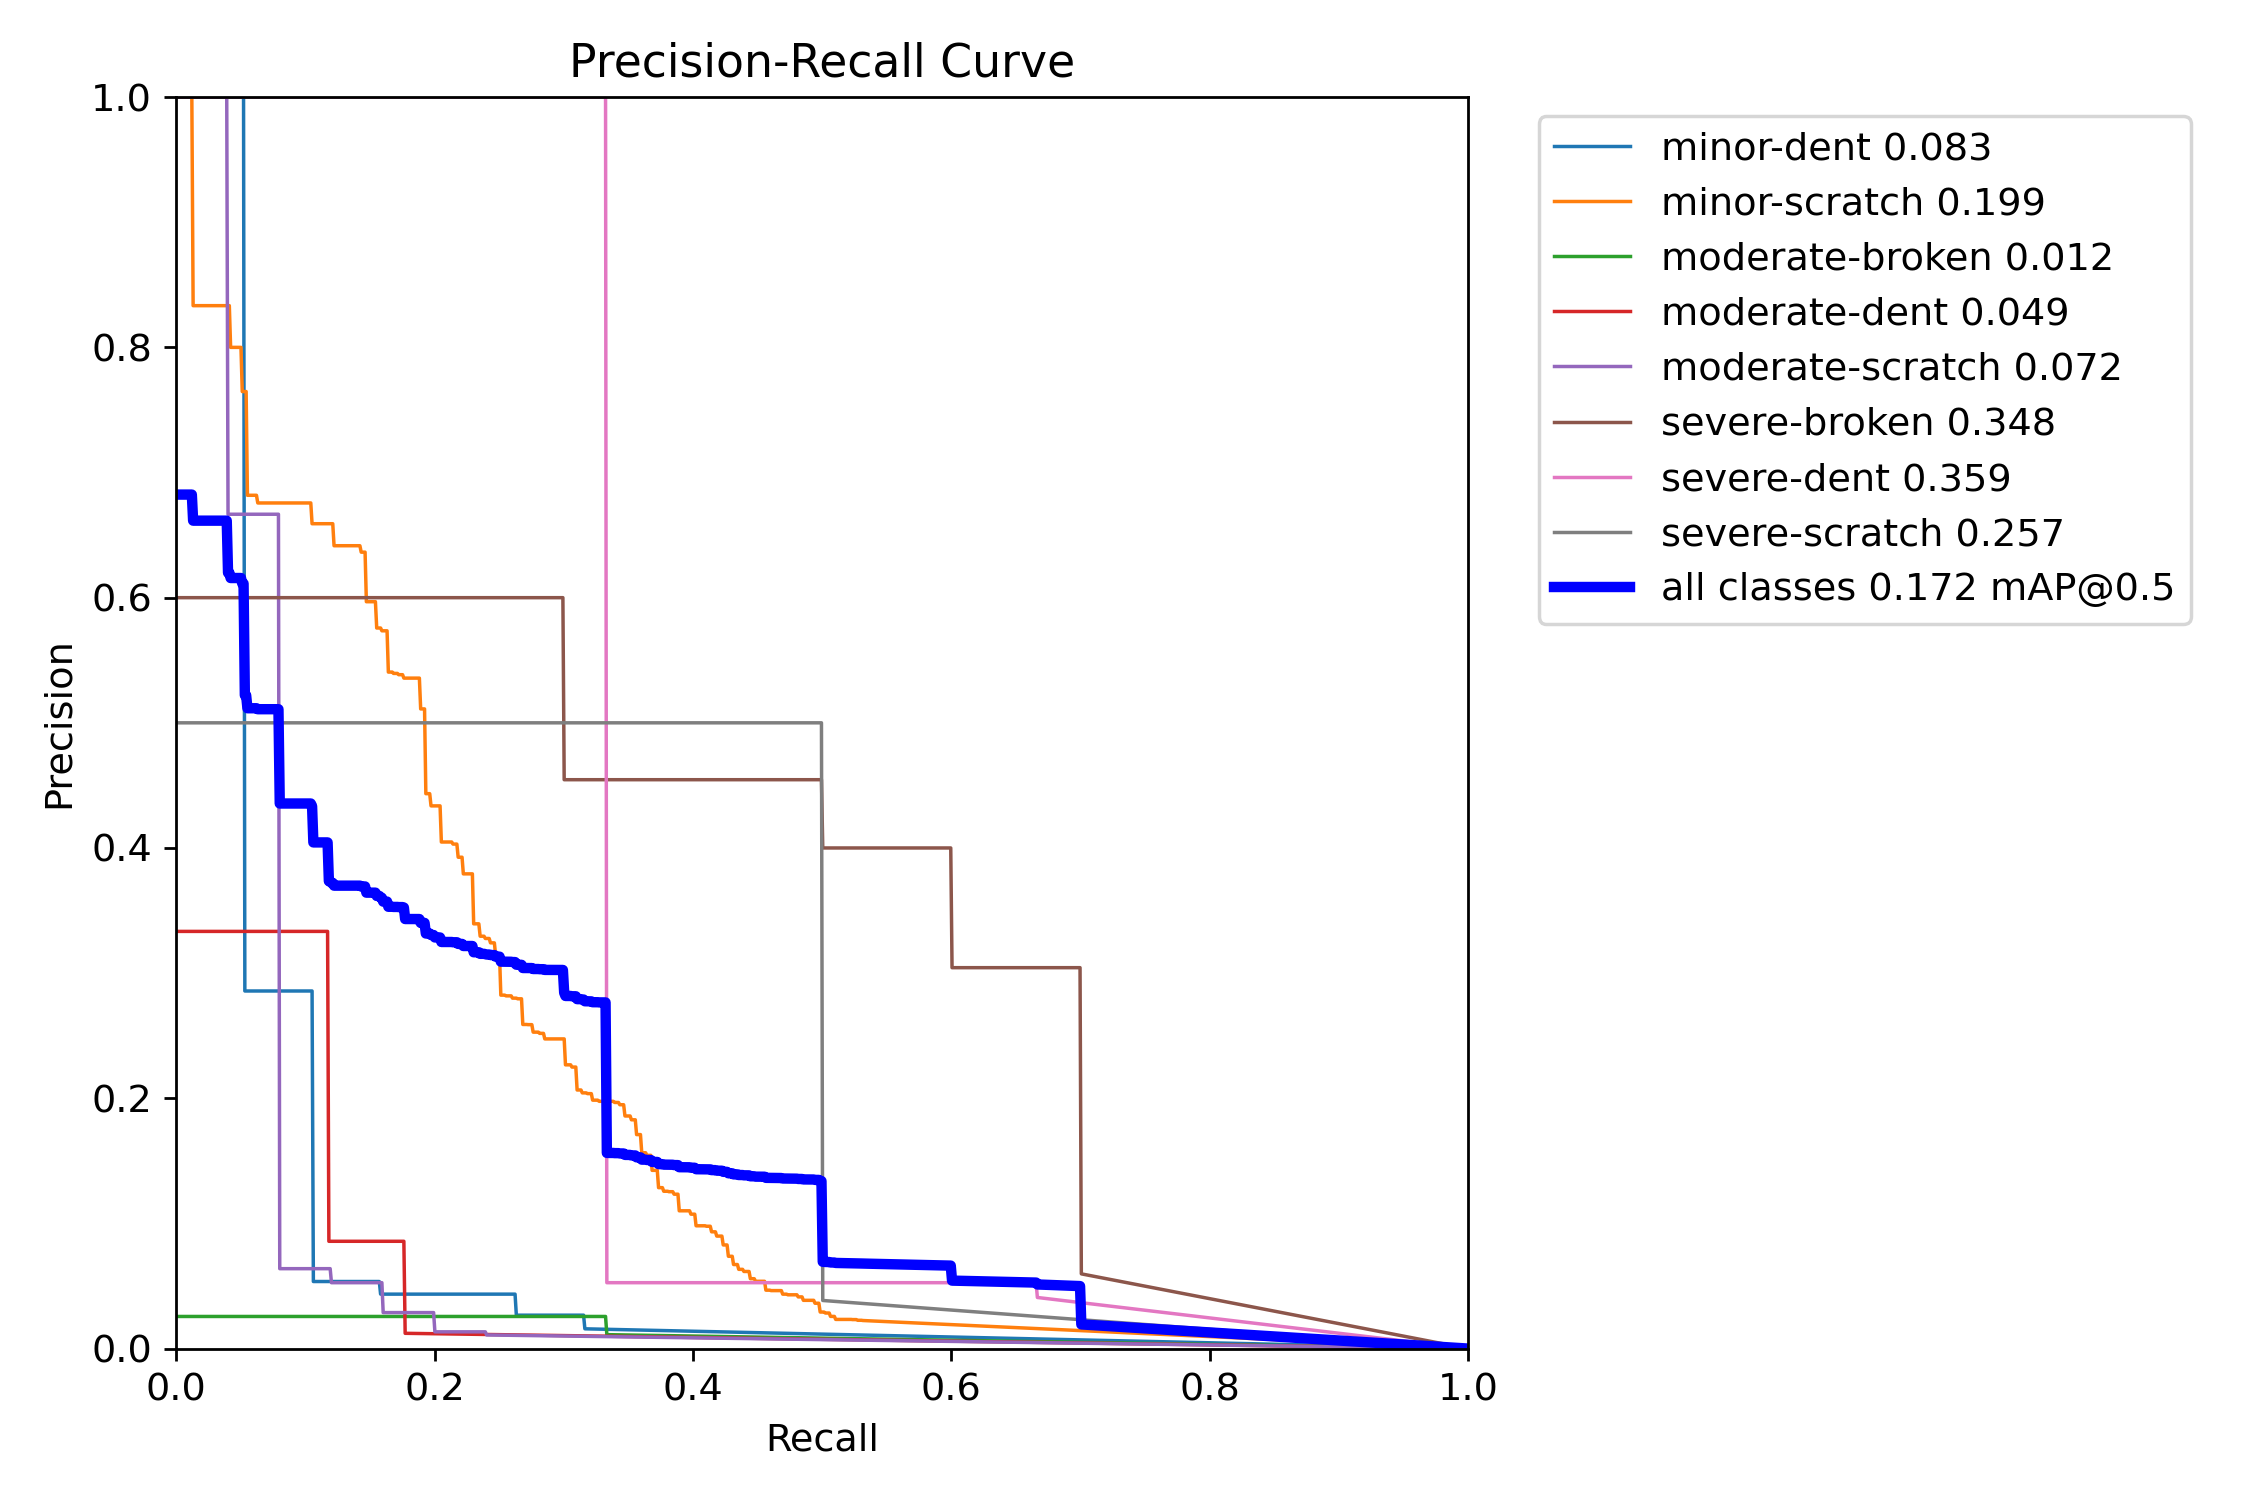 Precision-Recall Curve
1.0
0.8
0.6
0.4
0.2
0.0
Precision
0.0 0.2 0.4 0.6 0.8 1.0
Recall
minor-dent 0.083
minor-scratch 0.199
moderate-broken 0.012
moderate-dent 0.049
moderate-scratch 0.072
severe-broken 0.348
severe-dent 0.359
severe-scratch 0.257
all classes 0.172 mAP@0.5